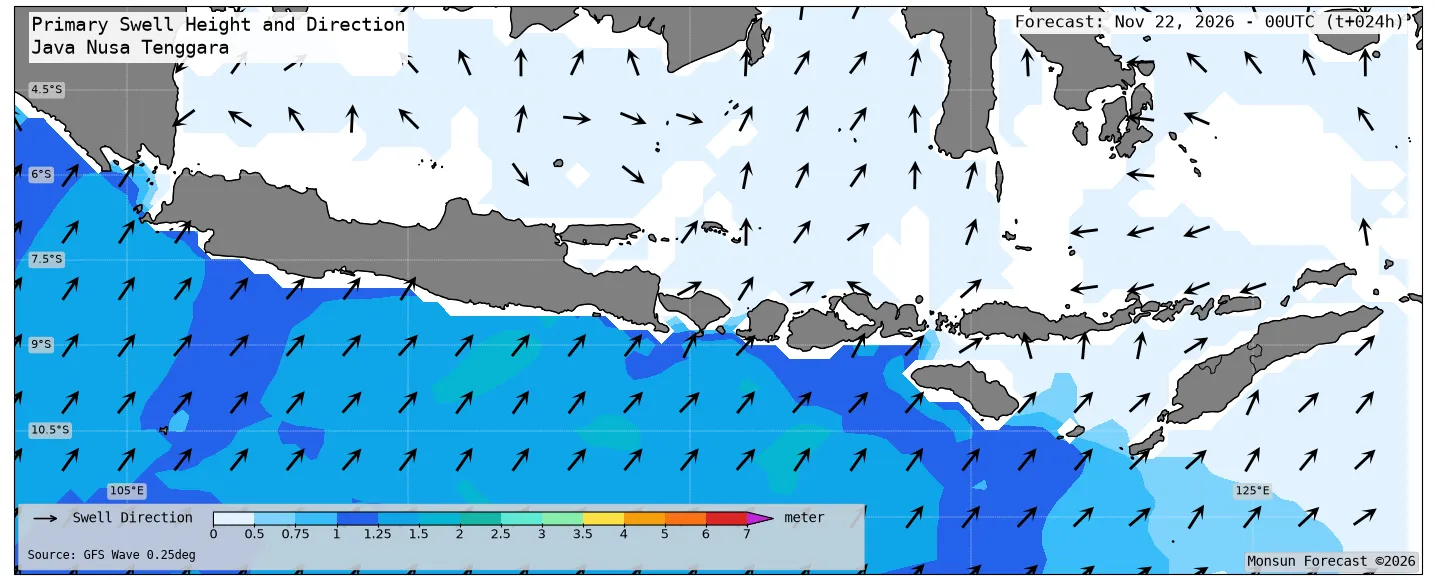 Primary Swell Height and Direction
Java Nusa Tenggara
Forecast: Nov 22, 2026 - 00UTC (t+024h)
4.5°S
6°S
7.5°S
9°S
10.5°S
105°E
125°E
Swell Direction
meter
0 0.5 0.75 1 1.25 1.5 2 2.5 3 3.5 4 5 6 7
Source: GFS Wave 0.25deg
Monsun Forecast ©2026